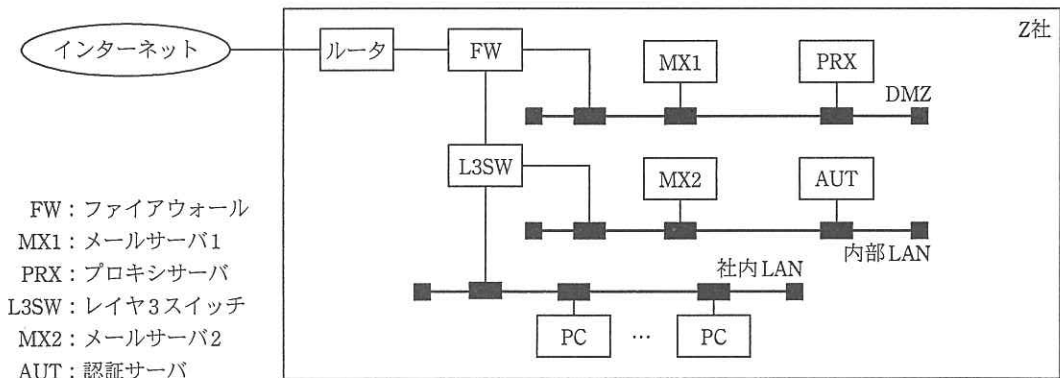 Z社
インターネット
ルータ
FW
MX1
PRX
DMZ
L3SW
MX2
AUT
内部LAN
社内LAN
PC
…
PC
FW:ファイアウォール
MX1:メールサーバ1
PRX:プロキシサーバ
L3SW:レイヤ3スイッチ
MX2:メールサーバ2
AUT:認証サーバ